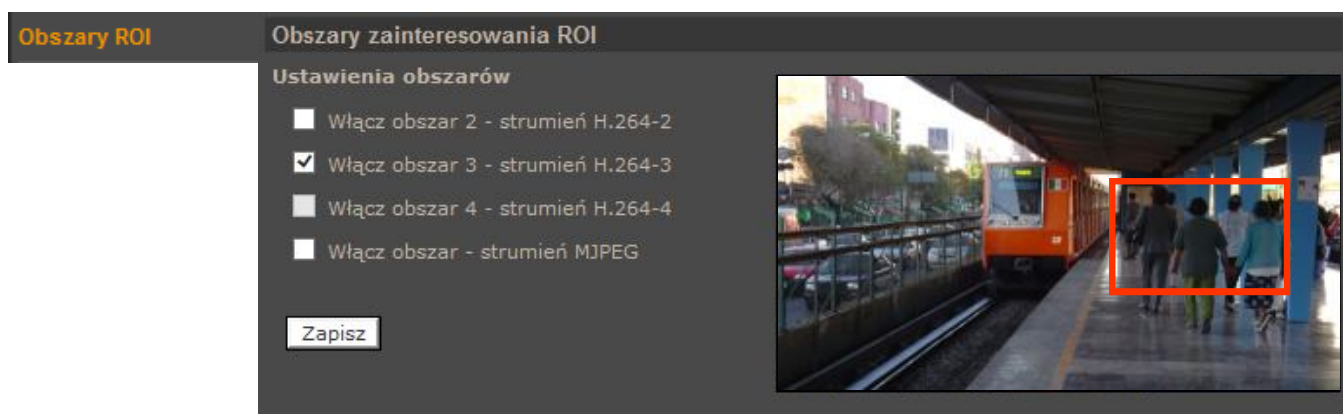 Obszary ROI
Obszary zainteresowania ROI
Ustawienia obszarów
Włącz obszar 2 - strumień H.264-2
Włącz obszar 3 - strumień H.264-3
Włącz obszar 4 - strumień H.264-4
Włącz obszar - strumień MJPEG
Zapisz